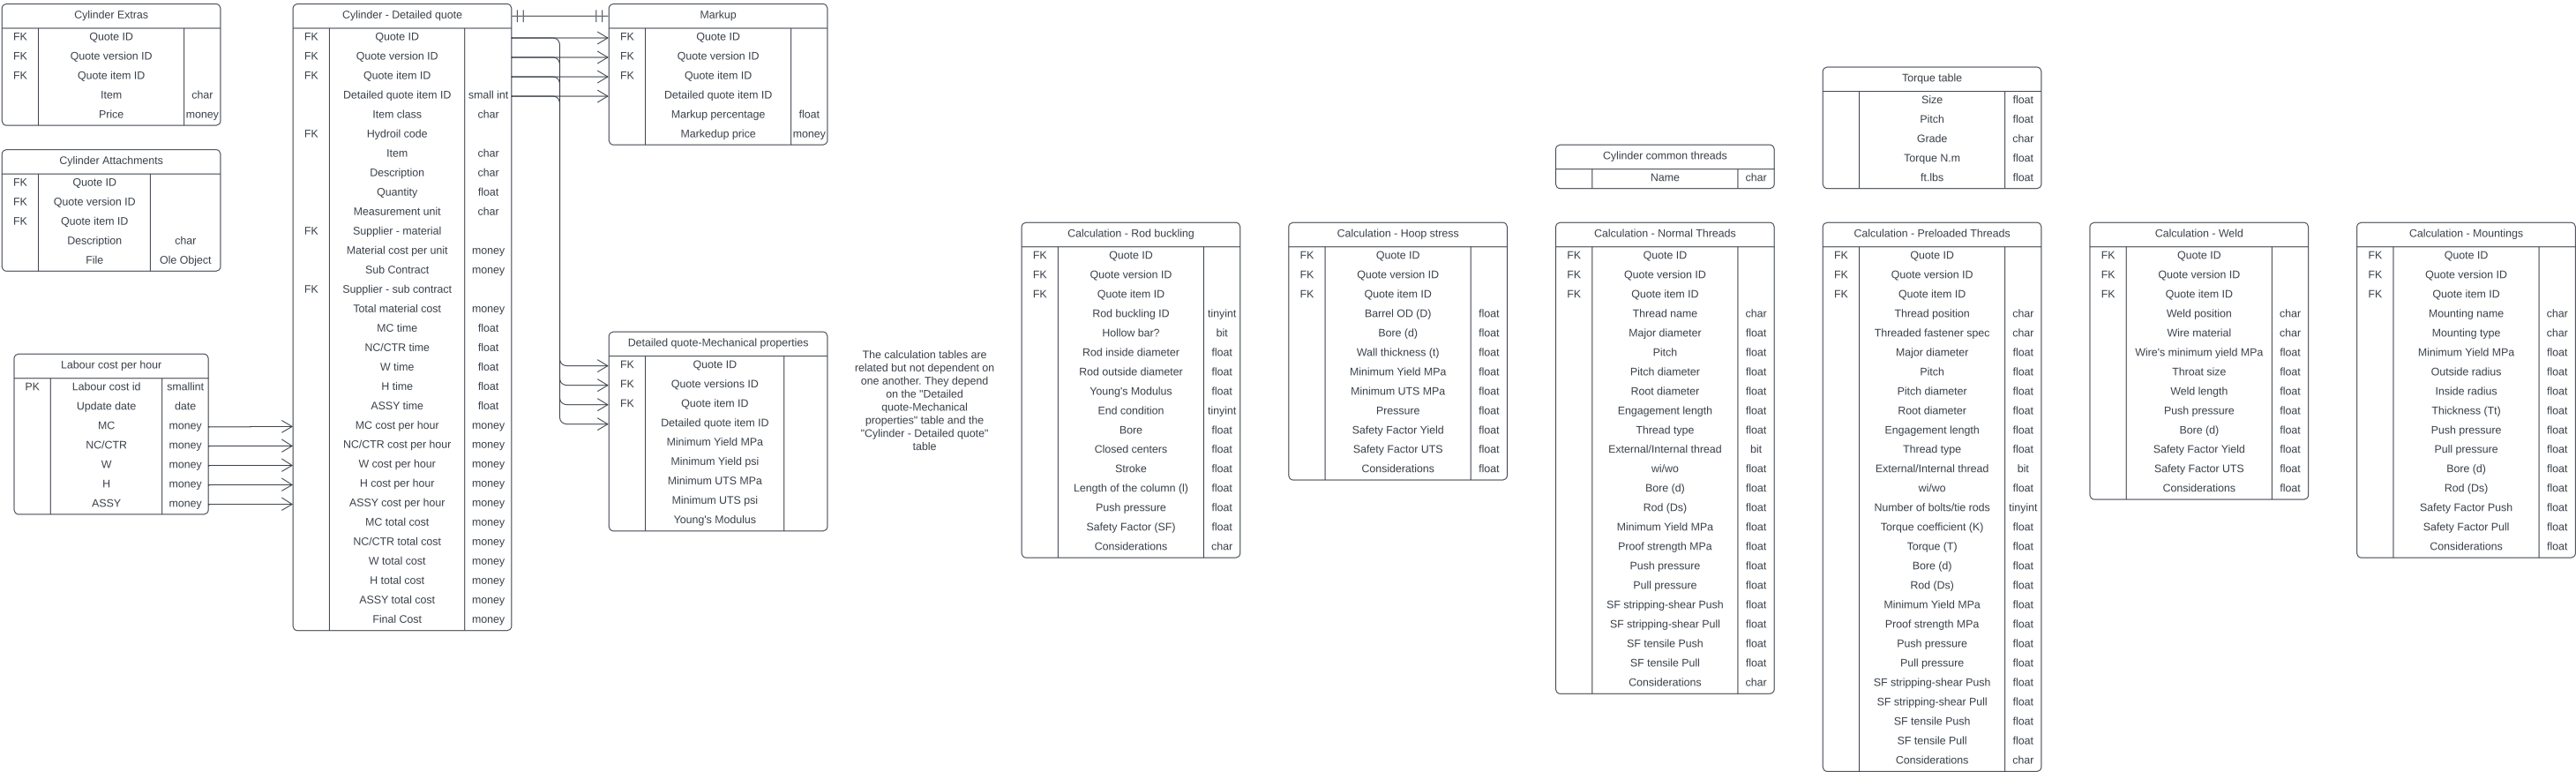 Cylinder Extras
FK Quote ID
FK Quote version ID
FK Quote item ID
Item char
Price money
Cylinder Attachments
FK Quote ID
FK Quote version ID
FK Quote item ID
Description char
File Ole Object
Labour cost per hour
PK Labour cost id smallint
Update date date
MC money
NC/CTR money
W money
H money
ASSY money
Cylinder - Detailed quote
FK Quote ID
FK Quote version ID
FK Quote item ID
Detailed quote item ID small int
Item class char
FK Hydroil code
Item char
Description char
Quantity float
Measurement unit char
FK Supplier - material
Material cost per unit money
Sub Contract money
FK Supplier - sub contract
Total material cost money
MC time float
NC/CTR time float
W time float
H time float
ASSY time float
MC cost per hour money
NC/CTR cost per hour money
W cost per hour money
H cost per hour money
ASSY cost per hour money
MC total cost money
NC/CTR total cost money
W total cost money
H total cost money
ASSY total cost money
Final Cost money
Markup
FK Quote ID
FK Quote version ID
FK Quote item ID
Detailed quote item ID
Markup percentage float
Markedup price money
Detailed quote-Mechanical properties
FK Quote ID
FK Quote versions ID
FK Quote item ID
Detailed quote item ID
Minimum Yield MPa
Minimum Yield psi
Minimum UTS MPa
Minimum UTS psi
Young's Modulus
The calculation tables are
related but not dependent on
one another. They depend
on the "Detailed
quote-Mechanical
properties" table and the
"Cylinder - Detailed quote"
table
Calculation - Rod buckling
FK Quote ID
FK Quote version ID
FK Quote item ID
Rod buckling ID tinyint
Hollow bar? bit
Rod inside diameter float
Rod outside diameter float
Young's Modulus float
End condition tinyint
Bore float
Closed centers float
Stroke float
Length of the column (l) float
Push pressure float
Safety Factor (SF) float
Considerations char
Calculation - Hoop stress
FK Quote ID
FK Quote version ID
FK Quote item ID
Barrel OD (D) float
Bore (d) float
Wall thickness (t) float
Minimum Yield MPa float
Minimum UTS MPa float
Pressure float
Safety Factor Yield float
Safety Factor UTS float
Considerations float
Cylinder common threads
Name char
Calculation - Normal Threads
FK Quote ID
FK Quote version ID
FK Quote item ID
Thread name char
Major diameter float
Pitch float
Pitch diameter float
Root diameter float
Engagement length float
Thread type float
External/Internal thread bit
wi/wo float
Bore (d) float
Rod (Ds) float
Minimum Yield MPa float
Proof strength MPa float
Push pressure float
Pull pressure float
SF stripping-shear Push float
SF stripping-shear Pull float
SF tensile Push float
SF tensile Pull float
Considerations char
Torque table
Size float
Pitch float
Grade char
Torque N.m float
ft.lbs float
Calculation - Preloaded Threads
FK Quote ID
FK Quote version ID
FK Quote item ID
Thread position char
Threaded fastener spec char
Major diameter float
Pitch float
Pitch diameter float
Root diameter float
Engagement length float
Thread type float
External/Internal thread bit
wi/wo float
Number of bolts/tie rods tinyint
Torque coefficient (K) float
Torque (T) float
Bore (d) float
Rod (Ds) float
Minimum Yield MPa float
Proof strength MPa float
Push pressure float
Pull pressure float
SF stripping-shear Push float
SF stripping-shear Pull float
SF tensile Push float
SF tensile Pull float
Considerations char
Calculation - Weld
FK Quote ID
FK Quote version ID
FK Quote item ID
Weld position char
Wire material char
Wire's minimum yield MPa float
Throat size float
Weld length float
Push pressure float
Bore (d) float
Safety Factor Yield float
Safety Factor UTS float
Considerations float
Calculation - Mountings
FK Quote ID
FK Quote version ID
FK Quote item ID
Mounting name char
Mounting type char
Minimum Yield MPa float
Outside radius float
Inside radius float
Thickness (Tt) float
Push pressure float
Pull pressure float
Bore (d) float
Rod (Ds) float
Safety Factor Push float
Safety Factor Pull float
Considerations float